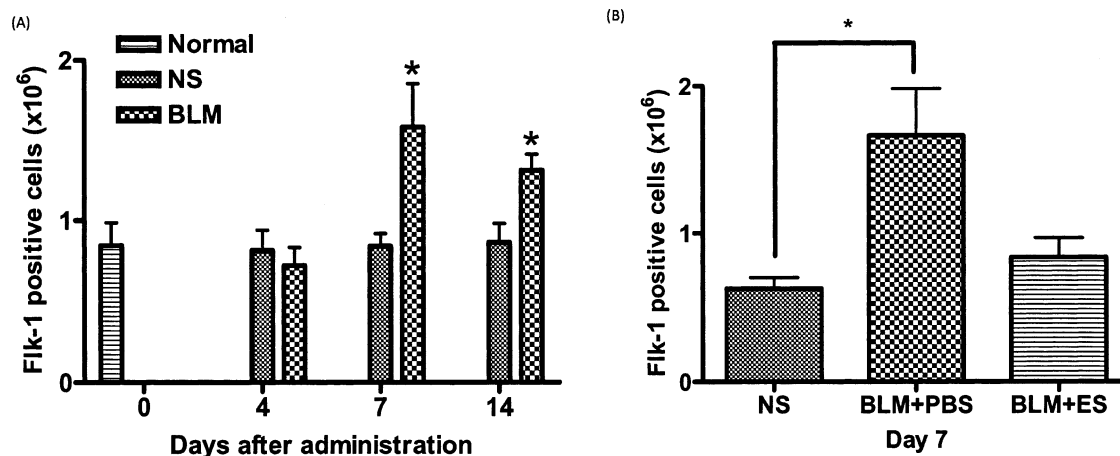 (A)
Normal
NS
BLM
Flk-1 positive cells (x10⁶)
2
1
0
*
*
0 4 7 14
Days after administration
(B)
*
Flk-1 positive cells (x10⁶)
2
1
0
NS BLM+PBS BLM+ES
Day 7